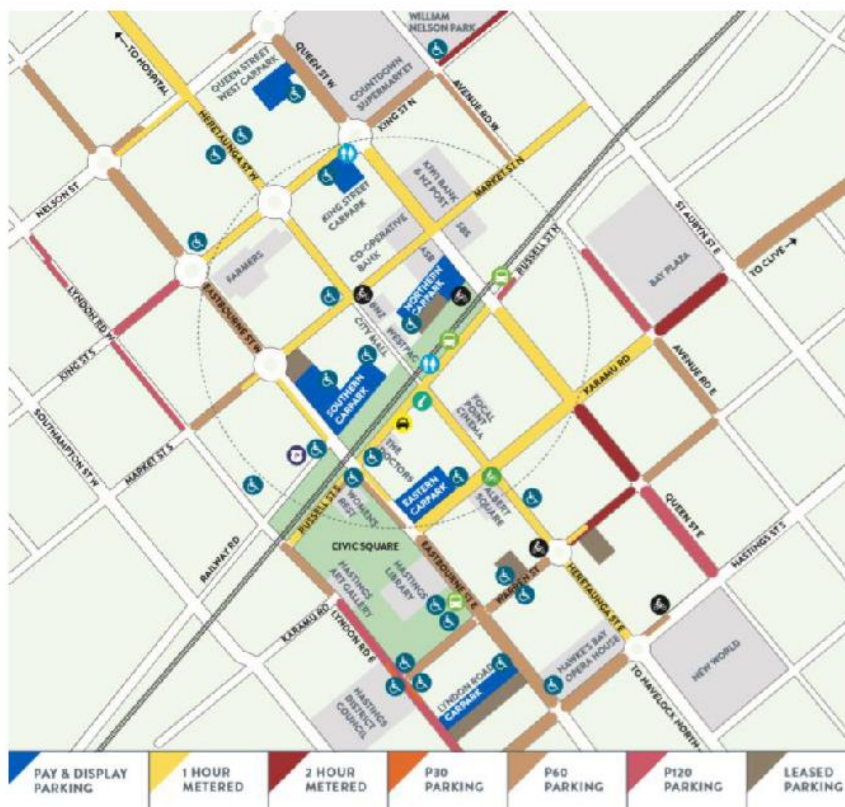 WILLIAM
NELSON PARK
TO HOSPITAL
QUEEN STREET
WEST CARPARK
QUEEN ST W
COUNTDOWN
SUPERMARKET
AVENUE RD W
KING ST N
HERETAUNGA ST W
MARKET ST N
KIWI BANK
& NZ POST
KING STREET
CARPARK
NELSON ST
ST AUBYN ST E
SBS
ASB
CO-OPERATIVE
BANK
RUSSELL ST N
BAY PLAZA
TO CLIVE
FARMERS
NORTHERN
CARPARK
LYNDON RD W
EASTBOURNE ST W
BNZ
WESTPAC
CITY MALL
KING ST S
KARAMU RD
AVENUE RD E
SOUTHERN
CARPARK
FOCAL
POINT
CINEMA
SOUTHAMPTON ST W
MARKET ST S
THE
DOCTORS
EASTERN
CARPARK
ALBERT
SQUARE
QUEEN ST E
RUSSELL ST S
WOMEN'S
REST
HASTINGS ST S
RAILWAY RD
CIVIC SQUARE
EASTBOURNE ST E
HASTINGS
LIBRARY
WARREN ST
HERETAUNGA ST E
HASTINGS
ART GALLERY
KARAMU RD
LYNDON RD E
HAWKE'S BAY
OPERA HOUSE
NEW WORLD
HASTINGS
DISTRICT
COUNCIL
LYNDON ROAD
CARPARK
TO HAVELOCK NORTH
PAY & DISPLAY
PARKING
1 HOUR
METERED
2 HOUR
METERED
P30
PARKING
P60
PARKING
P120
PARKING
LEASED
PARKING